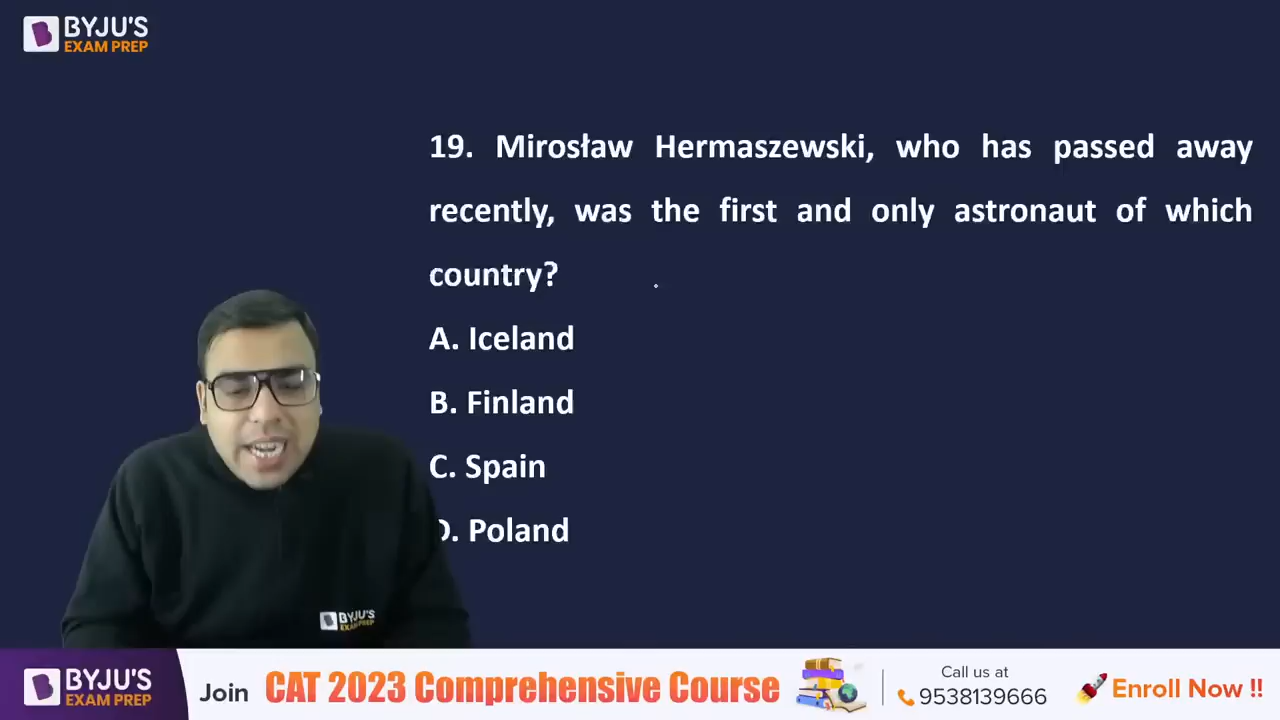 BYJU'S
EXAM PREP
19. Mirosław Hermaszewski, who has passed away
recently, was the first and only astronaut of which
country?
A. Iceland
B. Finland
C. Spain
D. Poland
BYJU'S
EXAM PREP
BYJU'S
EXAM PREP
Join CAT 2023 Comprehensive Course
Call us at
9538139666
Enroll Now !!